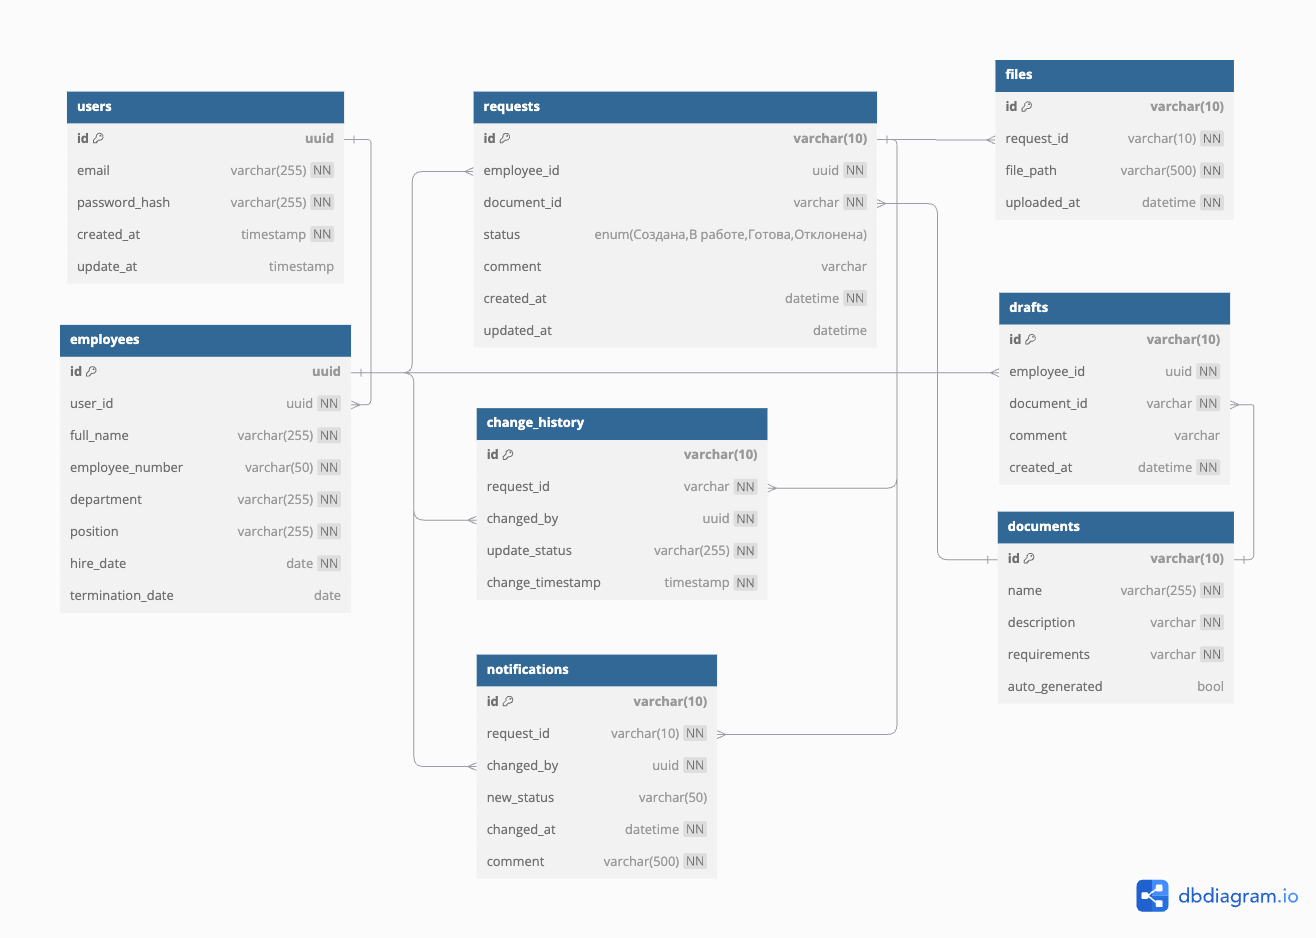 users
id uuid
email varchar(255) NN
password_hash varchar(255) NN
created_at timestamp NN
update_at timestamp
employees
id uuid
user_id uuid NN
full_name varchar(255) NN
employee_number varchar(50) NN
department varchar(255) NN
position varchar(255) NN
hire_date date NN
termination_date date
requests
id varchar(10)
employee_id uuid NN
document_id varchar NN
status enum(Создана,В работе,Готова,Отклонена)
comment varchar
created_at datetime NN
updated_at datetime
change_history
id varchar(10)
request_id varchar NN
changed_by uuid NN
update_status varchar(255) NN
change_timestamp timestamp NN
notifications
id varchar(10)
request_id varchar(10) NN
changed_by uuid NN
new_status varchar(50)
changed_at datetime NN
comment varchar(500) NN
files
id varchar(10)
request_id varchar(10) NN
file_path varchar(500) NN
uploaded_at datetime NN
drafts
id varchar(10)
employee_id uuid NN
document_id varchar NN
comment varchar
created_at datetime NN
documents
id varchar(10)
name varchar(255) NN
description varchar NN
requirements varchar NN
auto_generated bool
dbdiagram.io